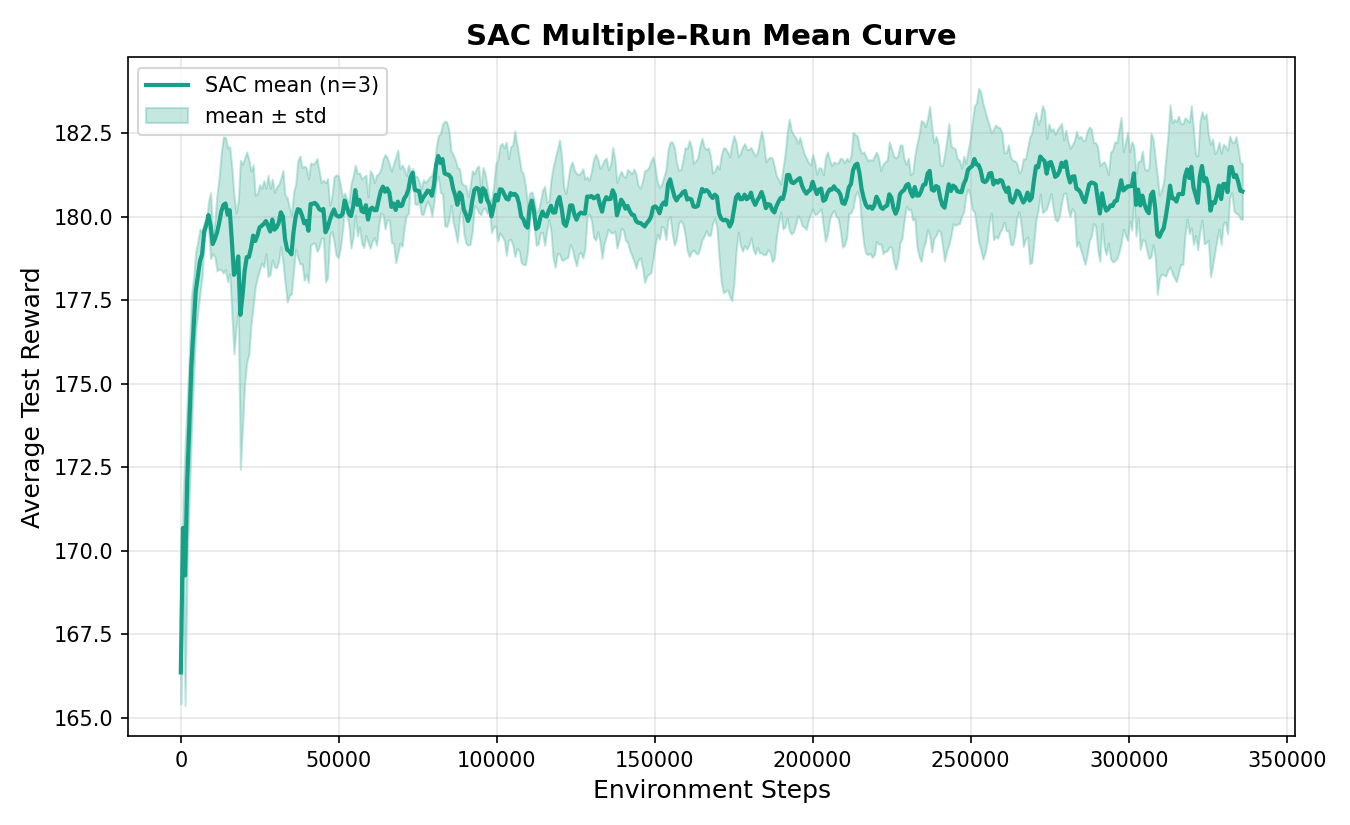 SAC Multiple-Run Mean Curve
SAC mean (n=3)
mean ± std
Average Test Reward
182.5
180.0
177.5
175.0
172.5
170.0
167.5
165.0
0 50000 100000 150000 200000 250000 300000 350000
Environment Steps